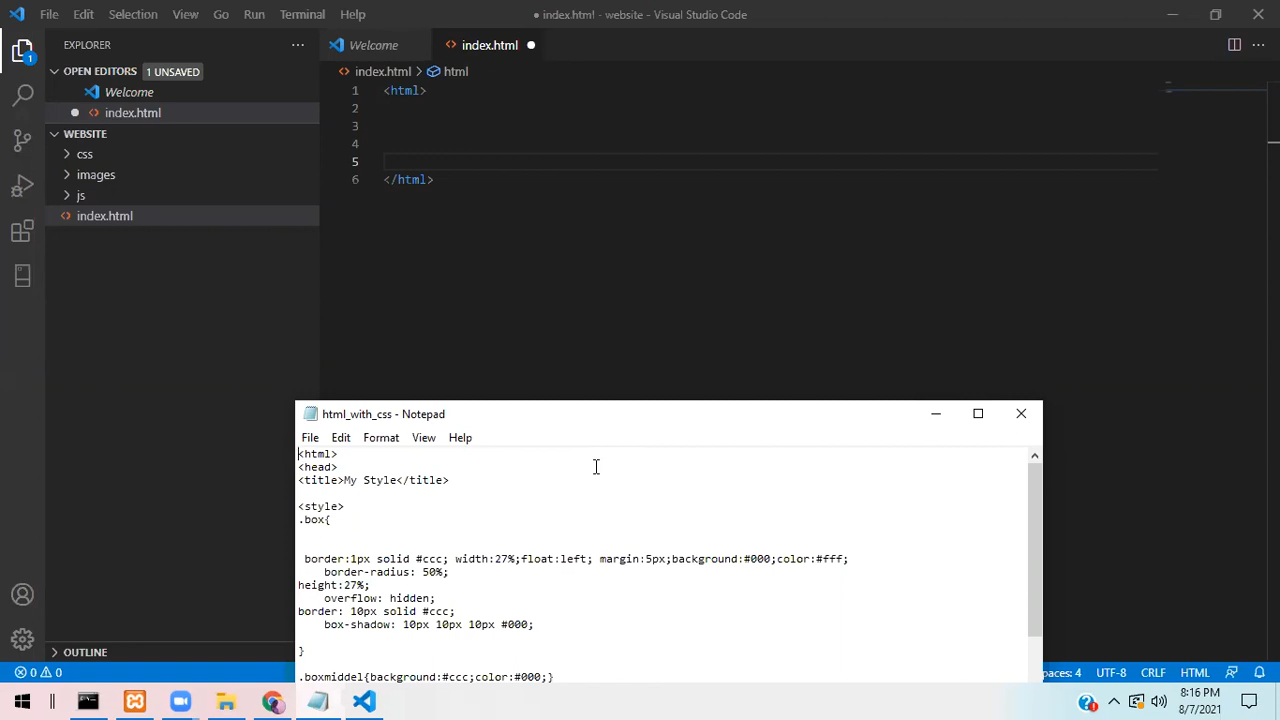 File Edit Selection View Go Run Terminal Help
● index.html - website - Visual Studio Code
EXPLORER
OPEN EDITORS 1 UNSAVED
Welcome
index.html
WEBSITE
css
images
js
index.html
OUTLINE
1
Welcome
index.html
index.html > html
1 <html>
2
3
4
5
6 </html>
html_with_css - Notepad
File Edit Format View Help
<html>
<head>
<title>My Style</title>
<style>
.box{
border:1px solid #ccc; width:27%;float:left; margin:5px;background:#000;color:#fff;
border-radius: 50%;
height:27%;
overflow: hidden;
border: 10px solid #ccc;
box-shadow: 10px 10px 10px #000;
}
.boxmiddel{background:#ccc;color:#000;}
0 0
paces: 4 UTF-8 CRLF HTML
8:16 PM
8/7/2021